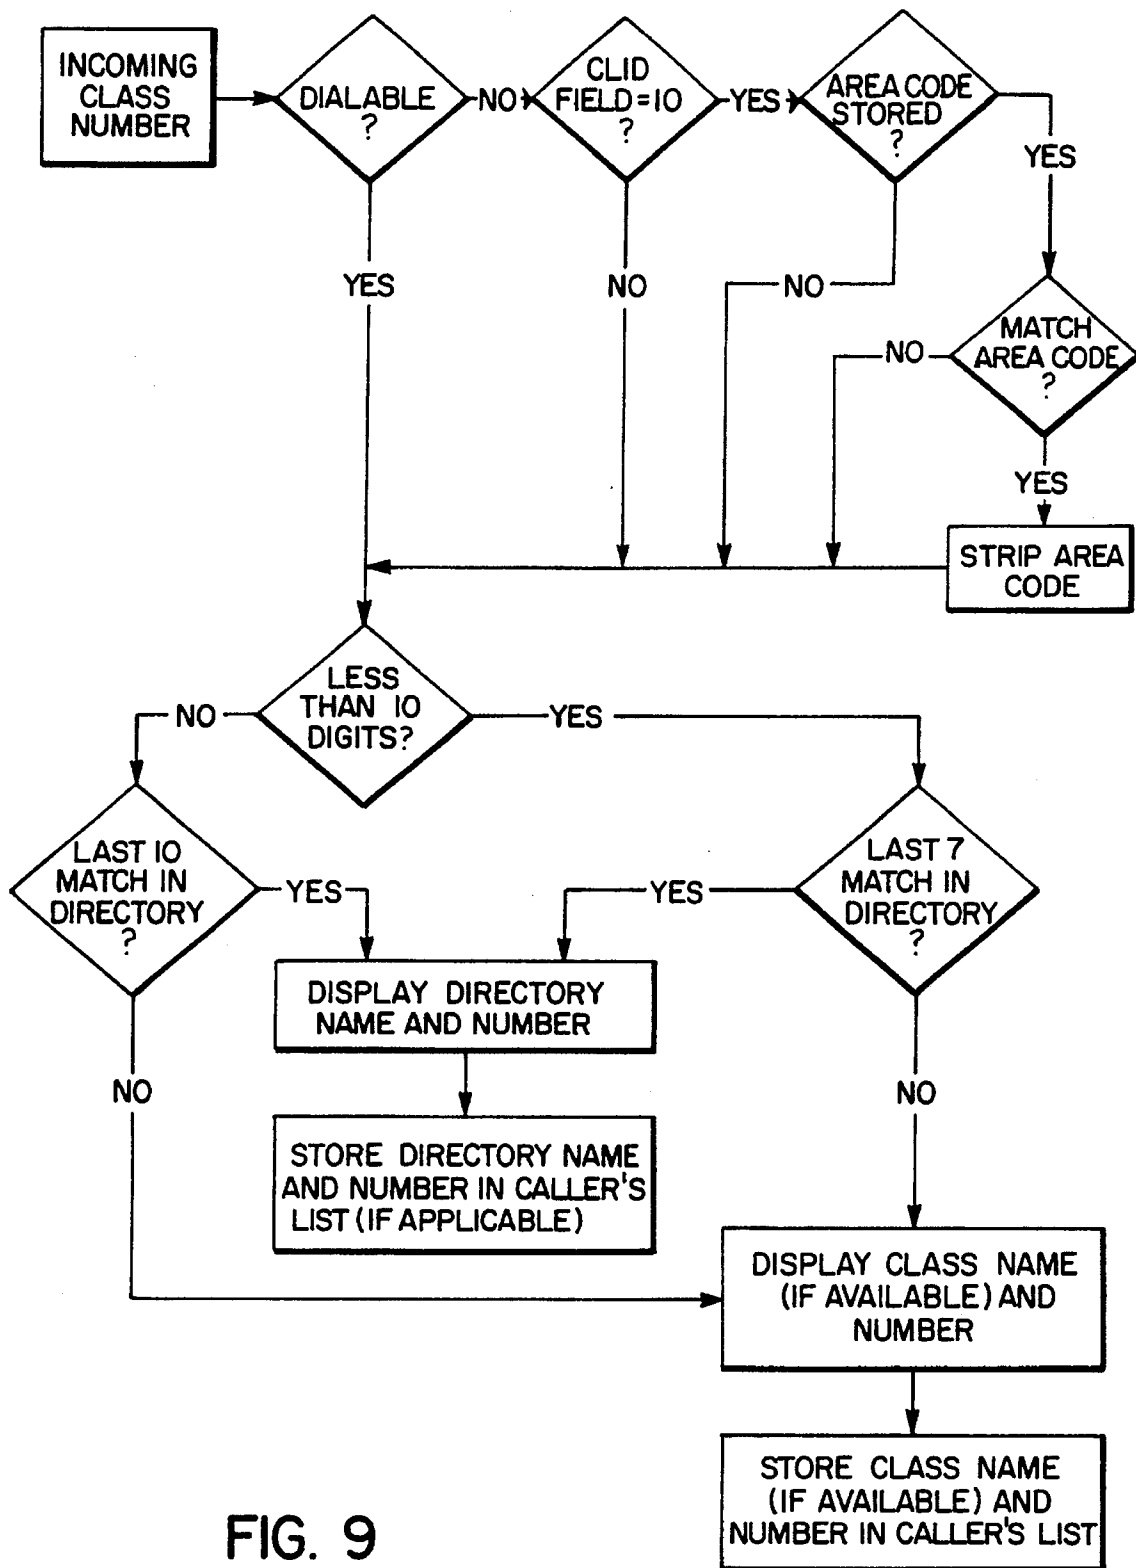 INCOMING
CLASS
NUMBER
DIALABLE
?
NO
CLID
FIELD=10
?
YES
AREA CODE
STORED
?
YES
YES
NO
NO
MATCH
AREA CODE
?
NO
YES
STRIP AREA
CODE
LESS
THAN 10
DIGITS?
NO
YES
LAST 10
MATCH IN
DIRECTORY
?
YES
YES
LAST 7
MATCH IN
DIRECTORY
?
DISPLAY DIRECTORY
NAME AND NUMBER
NO
NO
STORE DIRECTORY NAME
AND NUMBER IN CALLER'S
LIST (IF APPLICABLE)
DISPLAY CLASS NAME
(IF AVAILABLE) AND
NUMBER
STORE CLASS NAME
(IF AVAILABLE) AND
NUMBER IN CALLER'S LIST
FIG. 9